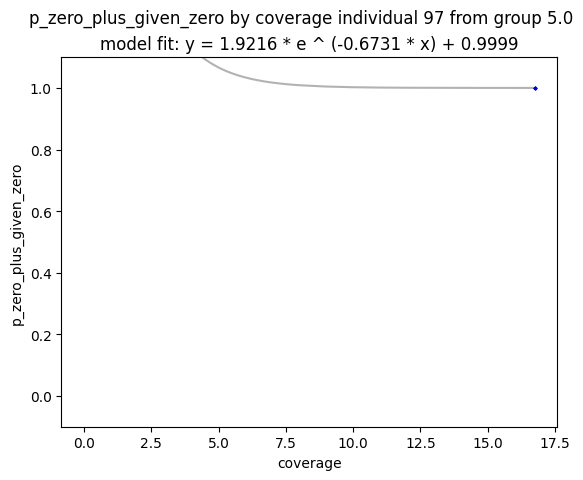 p_zero_plus_given_zero by coverage individual 97 from group 5.0
model fit: y = 1.9216 * e ^ (-0.6731 * x) + 0.9999
1.0
0.8
0.6
0.4
0.2
0.0
p_zero_plus_given_zero
0.0 2.5 5.0 7.5 10.0 12.5 15.0 17.5
coverage